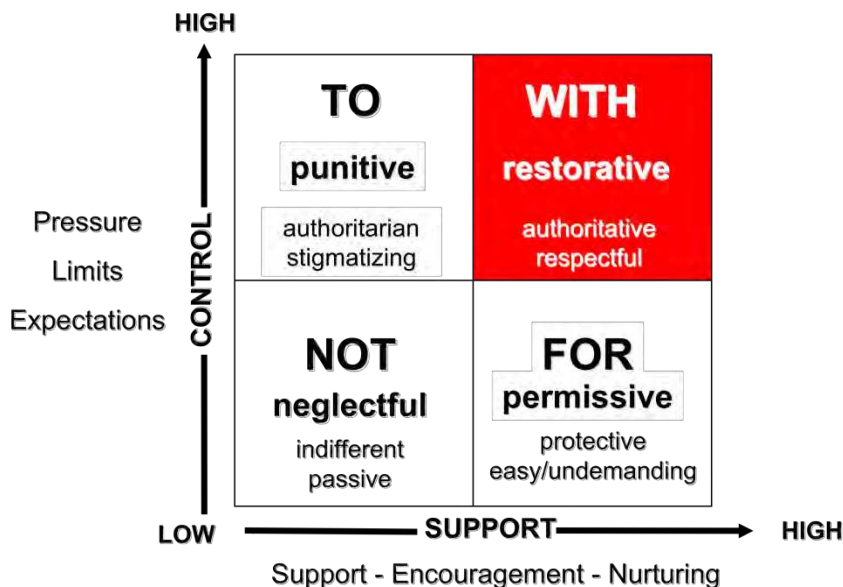 HIGH
TO
punitive
authoritarian
stigmatizing
WITH
restorative
authoritative
respectful
Pressure
Limits
Expectations
CONTROL
NOT
neglectful
indifferent
passive
FOR
permissive
protective
easy/undemanding
LOW
SUPPORT
HIGH
Support - Encouragement - Nurturing